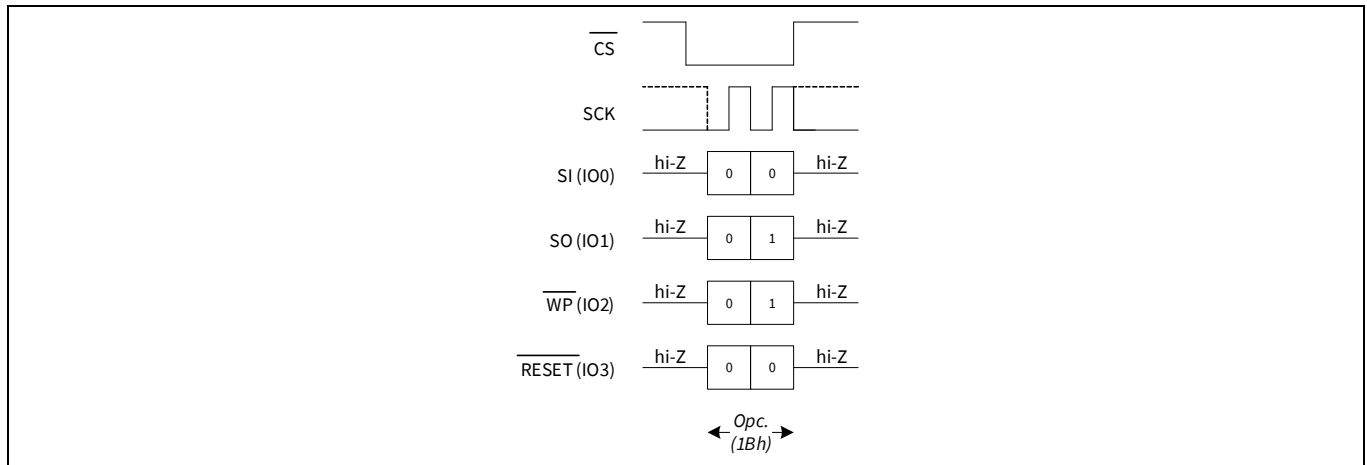 CS
SCK
SI (IO0) hi-Z 0 0 hi-Z
SO (IO1) hi-Z 0 1 hi-Z
WP (IO2) hi-Z 0 1 hi-Z
RESET (IO3) hi-Z 0 0 hi-Z
Opc.
(1Bh)